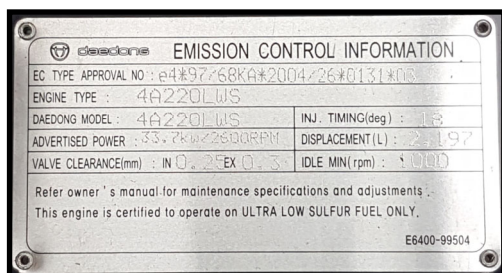 daedong EMISSION CONTROL INFORMATION
EC TYPE APPROVAL NO : e4*97/68KA*2004/26*0131*03
ENGINE TYPE : 4A220LWS
DAEDONG MODEL : 4A220LWS INJ. TIMING(deg) : 18
ADVERTISED POWER : 33.7kw/2600RPM DISPLACEMENT(L) : 2.197
VALVE CLEARANCE(mm) : IN 0.25 EX 0.3 IDLE MIN(rpm) : 1000
Refer owner's manual for maintenance specifications and adjustments.
This engine is certified to operate on ULTRA LOW SULFUR FUEL ONLY.
E6400-99504